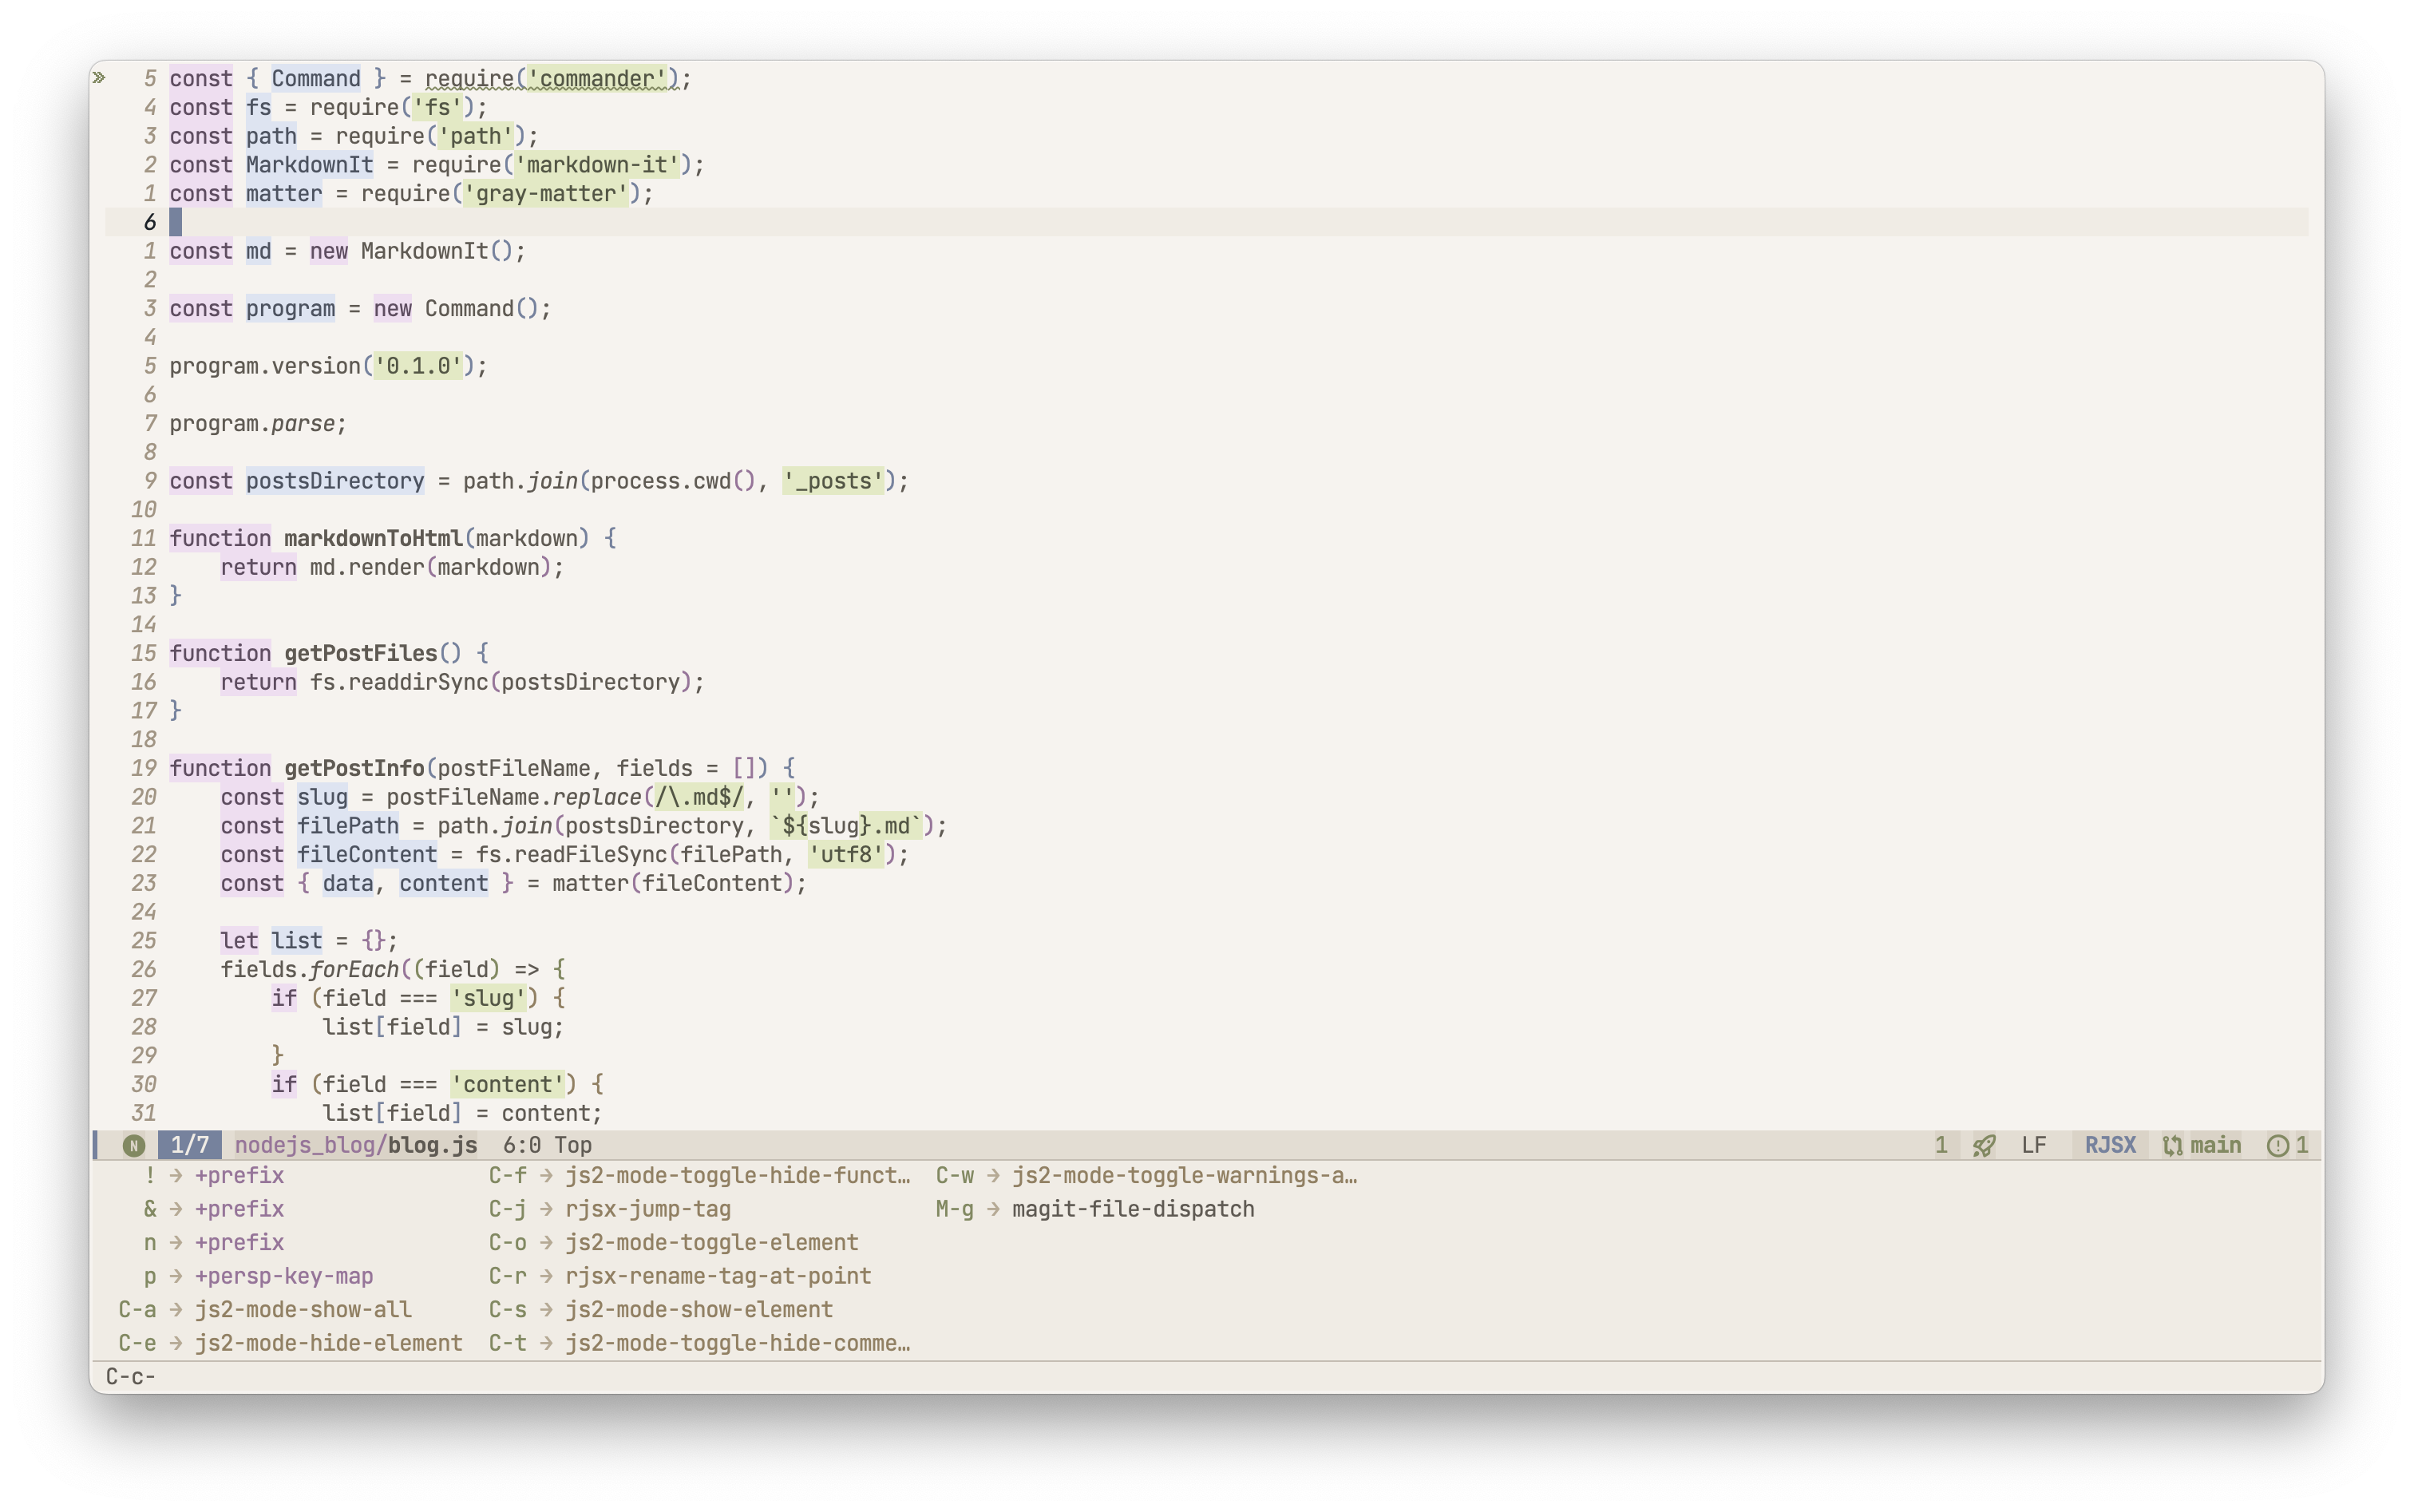 » 5 const { Command } = require('commander');
4 const fs = require('fs');
3 const path = require('path');
2 const MarkdownIt = require('markdown-it');
1 const matter = require('gray-matter');
6
1 const md = new MarkdownIt();
2
3 const program = new Command();
4
5 program.version('0.1.0');
6
7 program.parse;
8
9 const postsDirectory = path.join(process.cwd(), '_posts');
10
11 function markdownToHtml(markdown) {
12     return md.render(markdown);
13 }
14
15 function getPostFiles() {
16     return fs.readdirSync(postsDirectory);
17 }
18
19 function getPostInfo(postFileName, fields = []) {
20     const slug = postFileName.replace(/\.md$/, '');
21     const filePath = path.join(postsDirectory, `${slug}.md`);
22     const fileContent = fs.readFileSync(filePath, 'utf8');
23     const { data, content } = matter(fileContent);
24
25     let list = {};
26     fields.forEach((field) => {
27         if (field === 'slug') {
28             list[field] = slug;
29         }
30         if (field === 'content') {
31             list[field] = content;
N 1/7 nodejs_blog/blog.js 6:0 Top 1 LF RJSX main 1
! → +prefix C-f → js2-mode-toggle-hide-funct… C-w → js2-mode-toggle-warnings-a…
& → +prefix C-j → rjsx-jump-tag M-g → magit-file-dispatch
n → +prefix C-o → js2-mode-toggle-element
p → +persp-key-map C-r → rjsx-rename-tag-at-point
C-a → js2-mode-show-all C-s → js2-mode-show-element
C-e → js2-mode-hide-element C-t → js2-mode-toggle-hide-comme…
C-c-